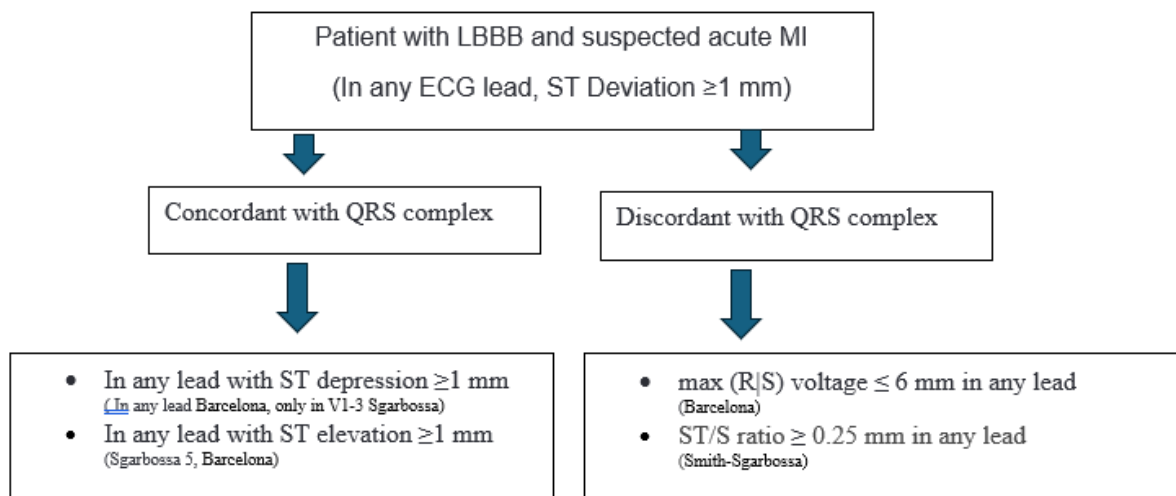 Patient with LBBB and suspected acute MI
(In any ECG lead, ST Deviation ≥1 mm)
Concordant with QRS complex
Discordant with QRS complex
• In any lead with ST depression ≥1 mm
( In any lead Barcelona, only in V1-3 Sgarbossa)
• In any lead with ST elevation ≥1 mm
(Sgarbossa 5, Barcelona)
• max (R|S) voltage ≤ 6 mm in any lead
(Barcelona)
• ST/S ratio ≥ 0.25 mm in any lead
(Smith-Sgarbossa)